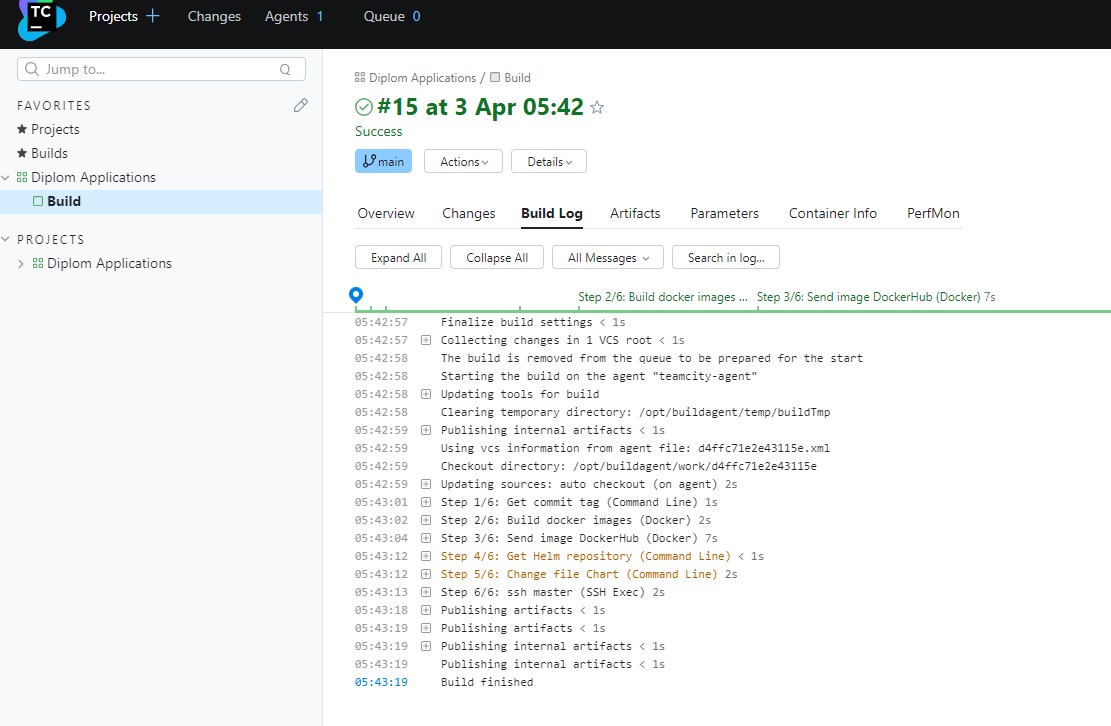 TC
Projects
Changes
Agents 1
Queue 0
Jump to...
Q
FAVORITES
Projects
Builds
Diplom Applications
Build
PROJECTS
Diplom Applications
Diplom Applications / Build
#15 at 3 Apr 05:42
Success
main
Actions
Details
Overview
Changes
Build Log
Artifacts
Parameters
Container Info
PerfMon
Expand All
Collapse All
All Messages
Search in log...
Step 2/6: Build docker images ... Step 3/6: Send image DockerHub (Docker) 7s
05:42:57 Finalize build settings < 1s
05:42:57 Collecting changes in 1 VCS root < 1s
05:42:58 The build is removed from the queue to be prepared for the start
05:42:58 Starting the build on the agent "teamcity-agent"
05:42:58 Updating tools for build
05:42:58 Clearing temporary directory: /opt/buildagent/temp/buildTmp
05:42:59 Publishing internal artifacts < 1s
05:42:59 Using vcs information from agent file: d4ffc71e2e43115e.xml
05:42:59 Checkout directory: /opt/buildagent/work/d4ffc71e2e43115e
05:42:59 Updating sources: auto checkout (on agent) 2s
05:43:01 Step 1/6: Get commit tag (Command Line) 1s
05:43:02 Step 2/6: Build docker images (Docker) 2s
05:43:04 Step 3/6: Send image DockerHub (Docker) 7s
05:43:12 Step 4/6: Get Helm repository (Command Line) < 1s
05:43:12 Step 5/6: Change file Chart (Command Line) 2s
05:43:13 Step 6/6: ssh master (SSH Exec) 2s
05:43:18 Publishing artifacts < 1s
05:43:19 Publishing artifacts < 1s
05:43:19 Publishing internal artifacts < 1s
05:43:19 Publishing internal artifacts < 1s
05:43:19 Build finished